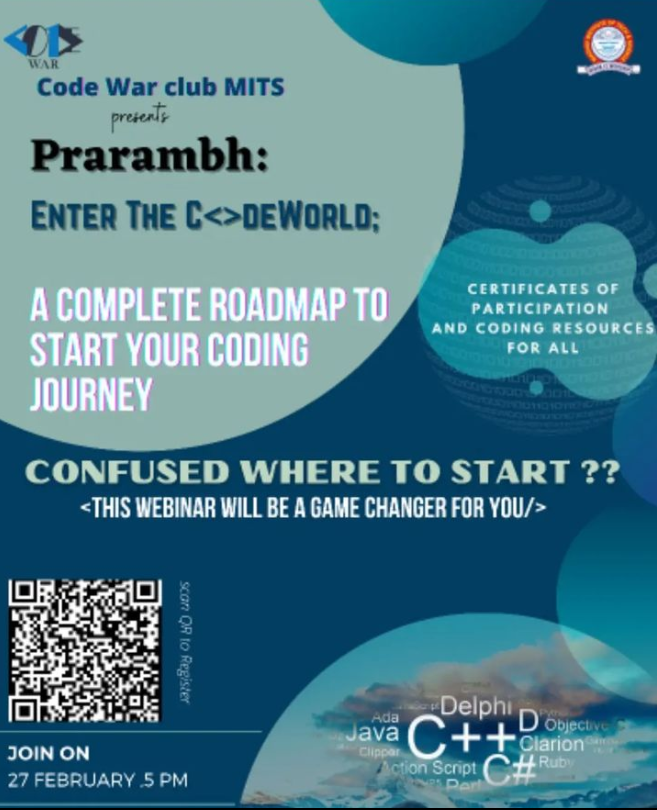 CODE
WAR
Code War club MITS
presents
Prarambh:
ENTER THE C<>DEWORLD;
A COMPLETE ROADMAP TO
START YOUR CODING
JOURNEY
CERTIFICATES OF
PARTICIPATION
AND CODING RESOURCES
FOR ALL
CONFUSED WHERE TO START ??
<THIS WEBINAR WILL BE A GAME CHANGER FOR YOU/>
scan QR to Register
JOIN ON
27 FEBRUARY .5 PM
Delphi
Ada
D Objective
Java
C++
Clarion
Clipper
Ruby
Action Script
C#
Perl